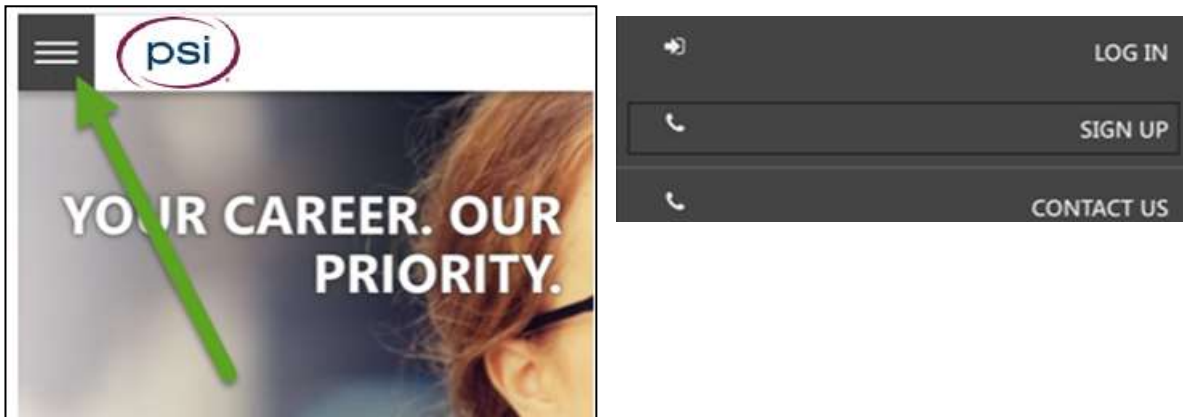 psi
YOUR CAREER. OUR
PRIORITY.
LOG IN
SIGN UP
CONTACT US